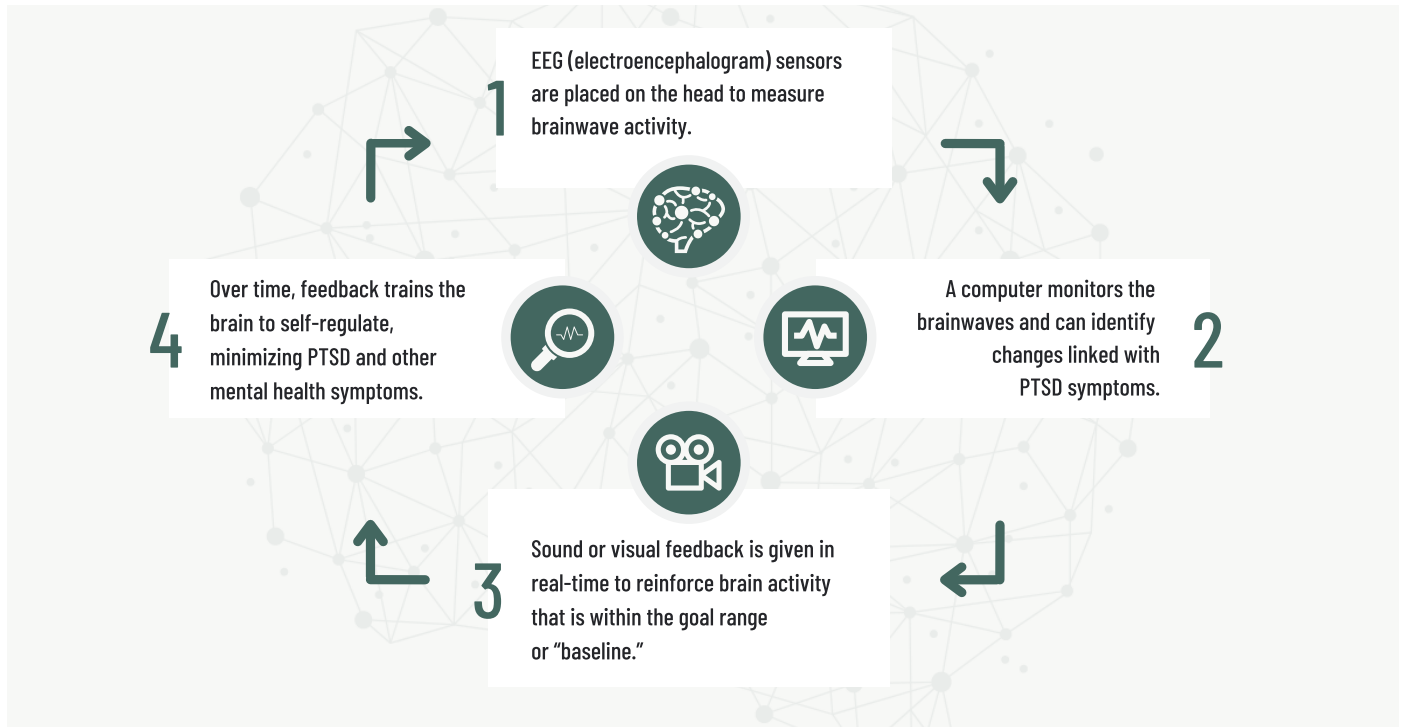 1
EEG (electroencephalogram) sensors
are placed on the head to measure
brainwave activity.
2
A computer monitors the
brainwaves and can identify
changes linked with
PTSD symptoms.
3
Sound or visual feedback is given in
real-time to reinforce brain activity
that is within the goal range
or “baseline.”
4
Over time, feedback trains the
brain to self-regulate,
minimizing PTSD and other
mental health symptoms.